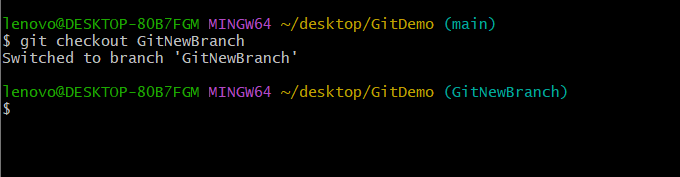 lenovo@DESKTOP-80B7FGM MINGW64 ~/desktop/GitDemo (main)
$ git checkout GitNewBranch
Switched to branch 'GitNewBranch'
lenovo@DESKTOP-80B7FGM MINGW64 ~/desktop/GitDemo (GitNewBranch)
$